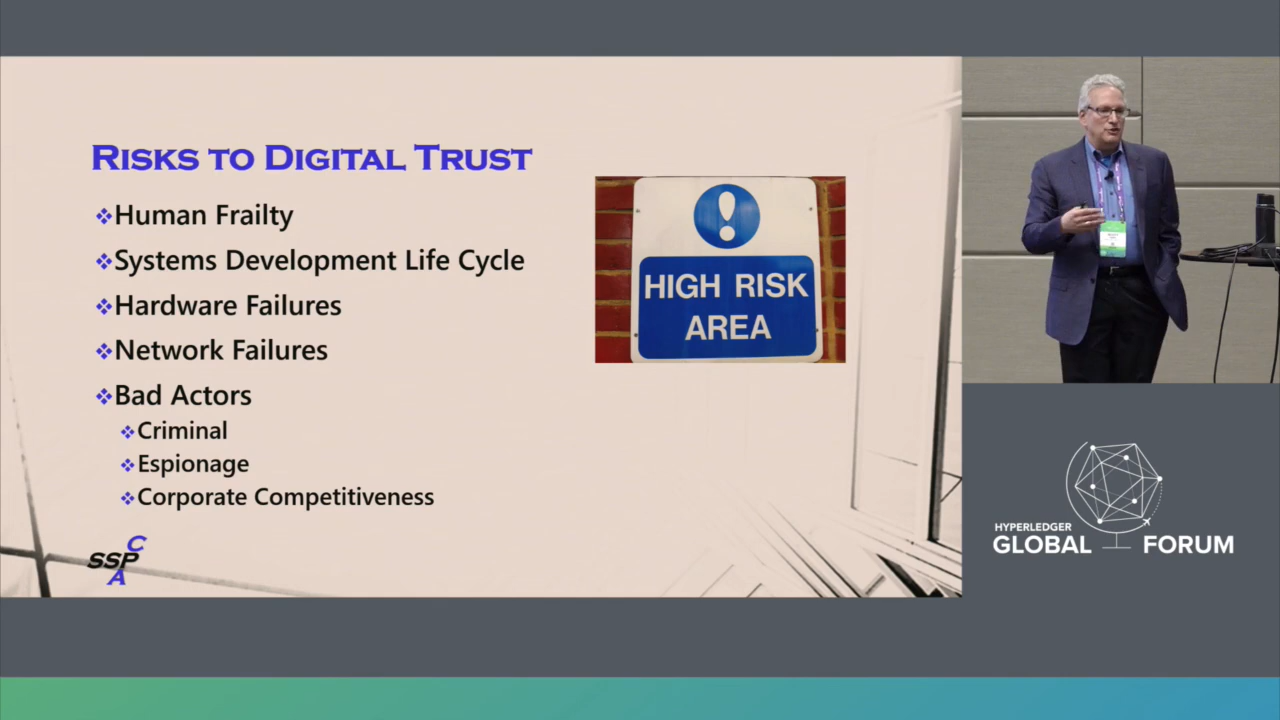 RISKS TO DIGITAL TRUST
❖Human Frailty
❖Systems Development Life Cycle
❖Hardware Failures
❖Network Failures
❖Bad Actors
❖Criminal
❖Espionage
❖Corporate Competitiveness
HIGH RISK
AREA
C
SSP
A
HYPERLEDGER
GLOBAL FORUM